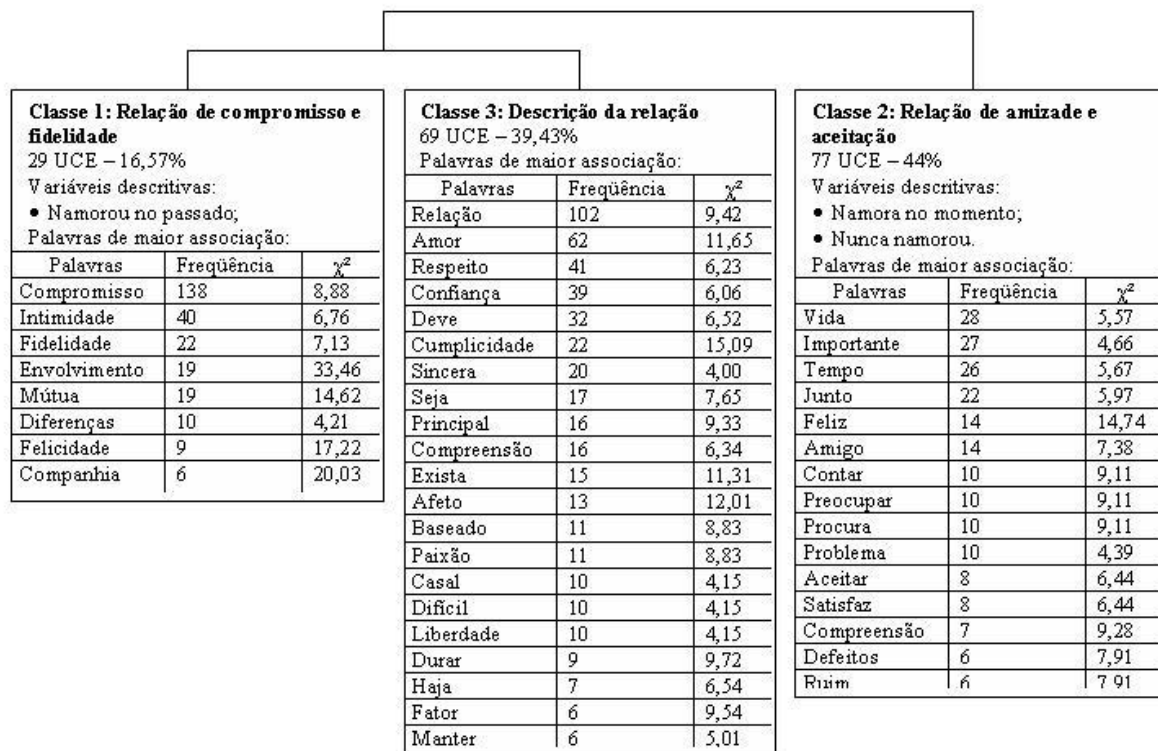 Classe 1: Relação de compromisso e
fidelidade
29 UCE – 16,57%
Variáveis descritivas:
• Namorou no passado;
Palavras de maior associação:
Palavras Freqüência χ²
Compromisso 138 8,88
Intimidade 40 6,76
Fidelidade 22 7,13
Envolvimento 19 33,46
Mútua 19 14,62
Diferenças 10 4,21
Felicidade 9 17,22
Companhia 6 20,03
Classe 3: Descrição da relação
69 UCE – 39,43%
Palavras de maior associação:
Palavras Freqüência χ²
Relação 102 9,42
Amor 62 11,65
Respeito 41 6,23
Confiança 39 6,06
Deve 32 6,52
Cumplicidade 22 15,09
Sincera 20 4,00
Seja 17 7,65
Principal 16 9,33
Compreensão 16 6,34
Exista 15 11,31
Afeto 13 12,01
Baseado 11 8,83
Paixão 11 8,83
Casal 10 4,15
Difícil 10 4,15
Liberdade 10 4,15
Durar 9 9,72
Haja 7 6,54
Fator 6 9,54
Manter 6 5,01
Classe 2: Relação de amizade e
aceitação
77 UCE – 44%
Variáveis descritivas:
• Namora no momento;
• Nunca namorou.
Palavras de maior associação:
Palavras Freqüência χ²
Vida 28 5,57
Importante 27 4,66
Tempo 26 5,67
Junto 22 5,97
Feliz 14 14,74
Amigo 14 7,38
Contar 10 9,11
Preocupar 10 9,11
Procura 10 9,11
Problema 10 4,39
Aceitar 8 6,44
Satisfaz 8 6,44
Compreensão 7 9,28
Defeitos 6 7,91
Ruim 6 7,91